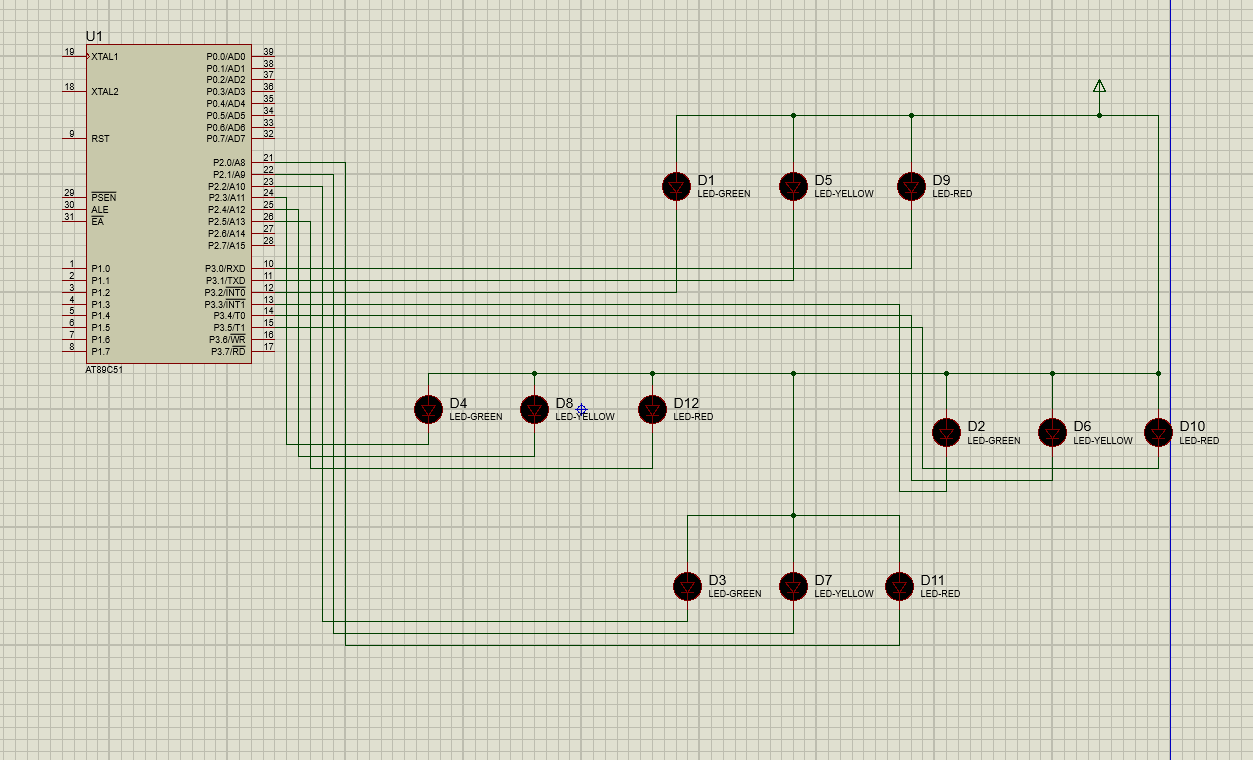 U1
19 XTAL1 P0.0/AD0 39
P0.1/AD1 38
P0.2/AD2 37
18 XTAL2 P0.3/AD3 36
P0.4/AD4 35
P0.5/AD5 34
P0.6/AD6 33
9 RST P0.7/AD7 32
P2.0/A8 21
P2.1/A9 22
P2.2/A10 23
29 PSEN P2.3/A11 24
30 ALE P2.4/A12 25
31 EA P2.5/A13 26
P2.6/A14 27
P2.7/A15 28
1 P1.0 P3.0/RXD 10
2 P1.1 P3.1/TXD 11
3 P1.2 P3.2/INT0 12
4 P1.3 P3.3/INT1 13
5 P1.4 P3.4/T0 14
6 P1.5 P3.5/T1 15
7 P1.6 P3.6/WR 16
8 P1.7 P3.7/RD 17
AT89C51
D1
LED-GREEN
D5
LED-YELLOW
D9
LED-RED
D4
LED-GREEN
D8
LED-YELLOW
D12
LED-RED
D2
LED-GREEN
D6
LED-YELLOW
D10
LED-RED
D3
LED-GREEN
D7
LED-YELLOW
D11
LED-RED